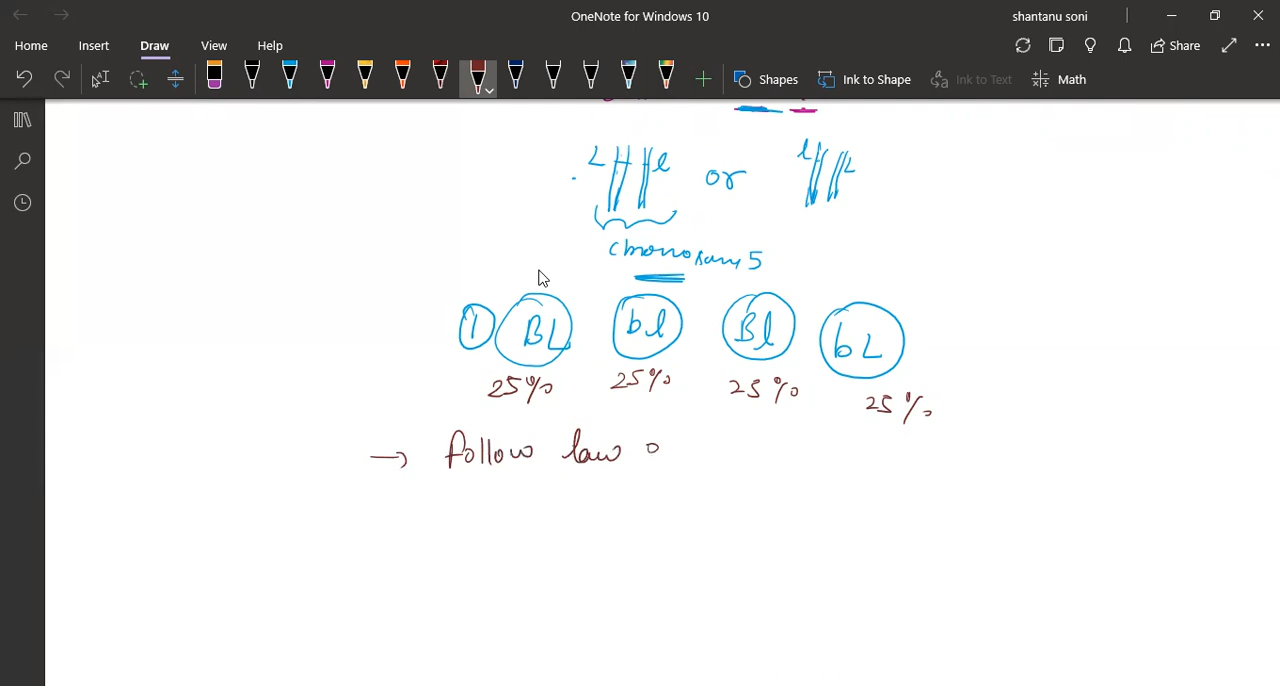 OneNote for Windows 10
shantanu soni
Home Insert Draw View Help
Share
Shapes Ink to Shape Ink to Text Math
L l or l L
chromosome 5
1 BL bl Bl bL
25% 25% 25% 25%
→ follow law o